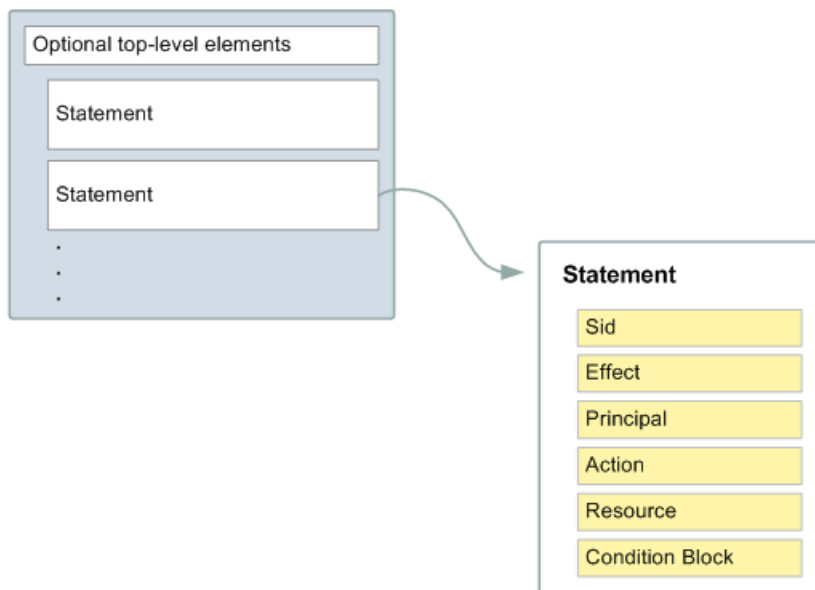 Optional top-level elements
Statement
Statement
.
.
.
Statement
Sid
Effect
Principal
Action
Resource
Condition Block